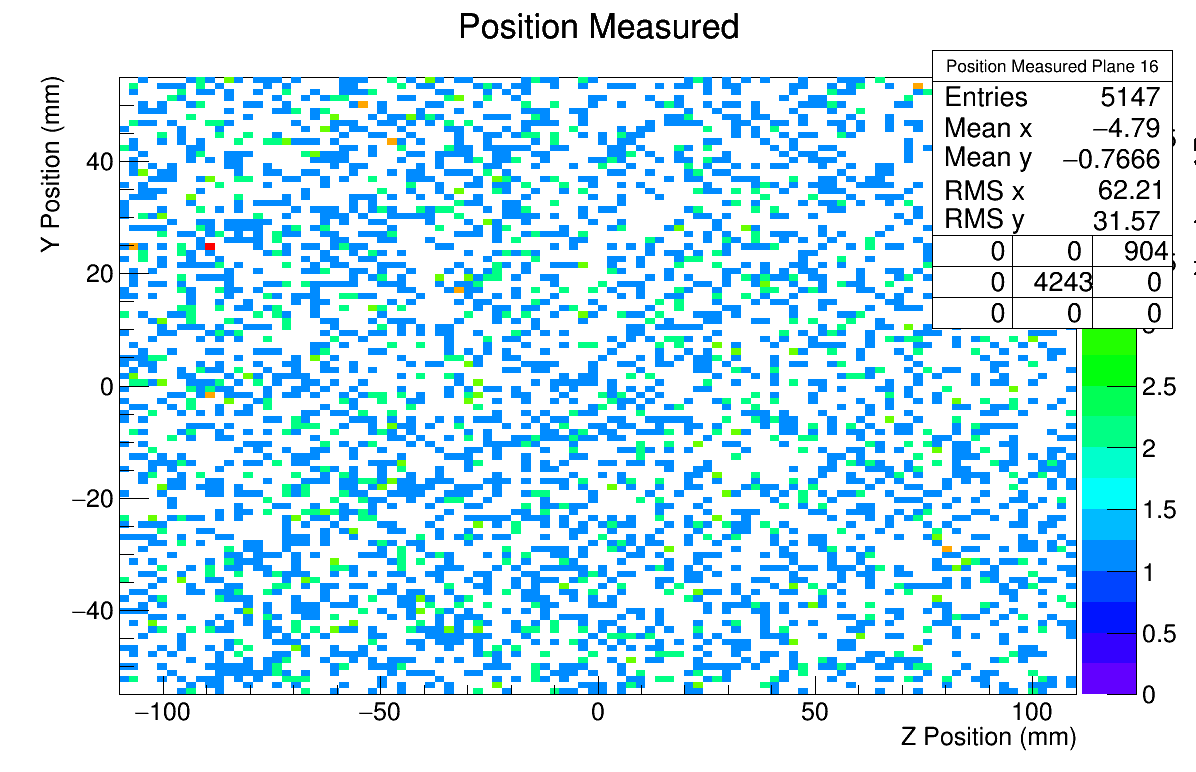 Position Measured
Position Measured Plane 16
Entries 5147
Mean x −4.79
Mean y −0.7666
RMS x 62.21
RMS y 31.57
0 0 904
0 4243 0
0 0 0
Y Position (mm)
40
20
0
−20
−40
2.5
2
1.5
1
0.5
0
−100 −50 0 50 100
Z Position (mm)